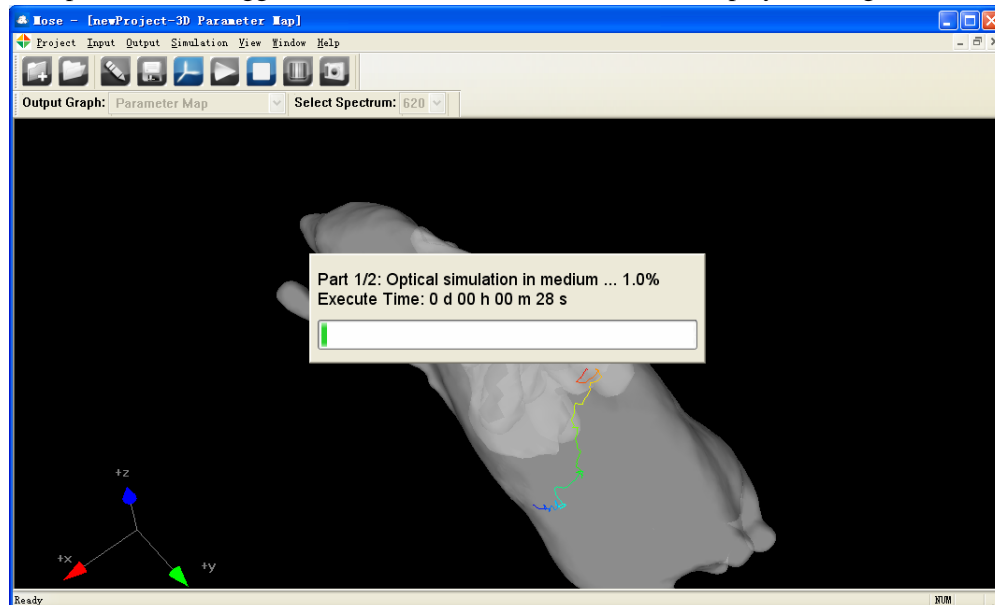 Mose - [newProject-3D Parameter Map]
Project Input Output Simulation View Window Help
Output Graph: Parameter Map Select Spectrum: 620
Part 1/2: Optical simulation in medium ... 1.0%
Execute Time: 0 d 00 h 00 m 28 s
+z
+x
+y
Ready NUM